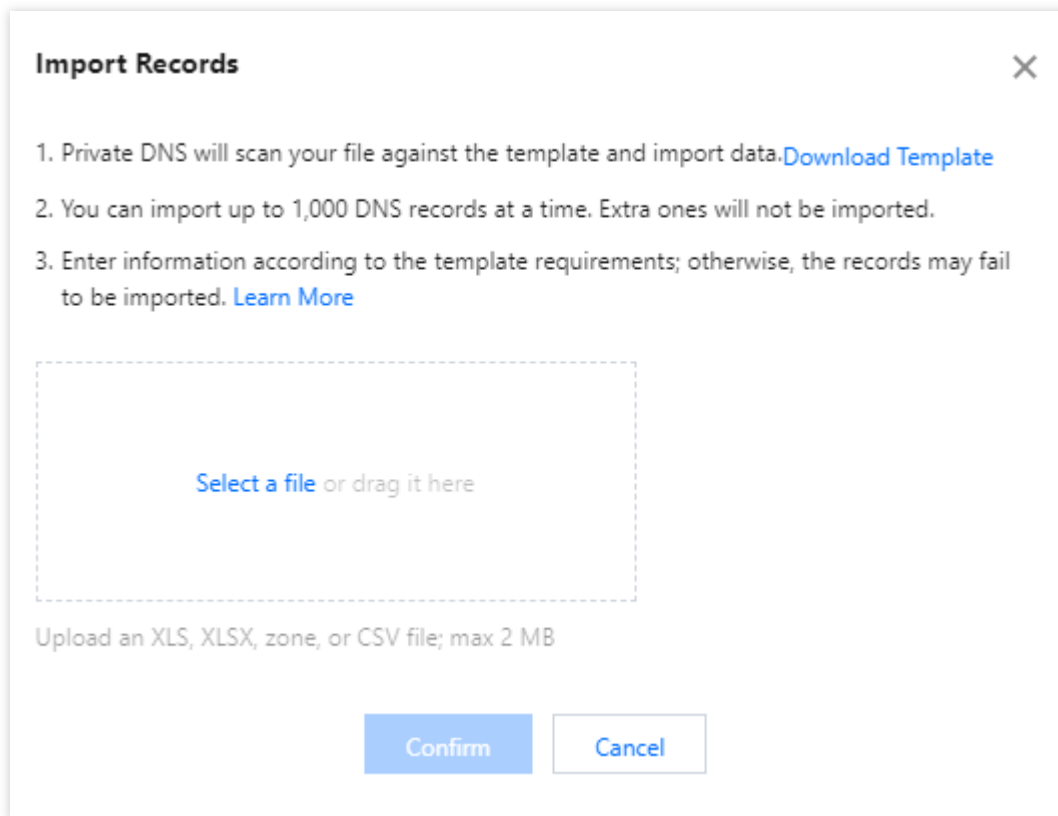 Import Records
1. Private DNS will scan your file against the template and import data.Download Template
2. You can import up to 1,000 DNS records at a time. Extra ones will not be imported.
3. Enter information according to the template requirements; otherwise, the records may fail
to be imported. Learn More
Select a file or drag it here
Upload an XLS, XLSX, zone, or CSV file; max 2 MB
Confirm Cancel